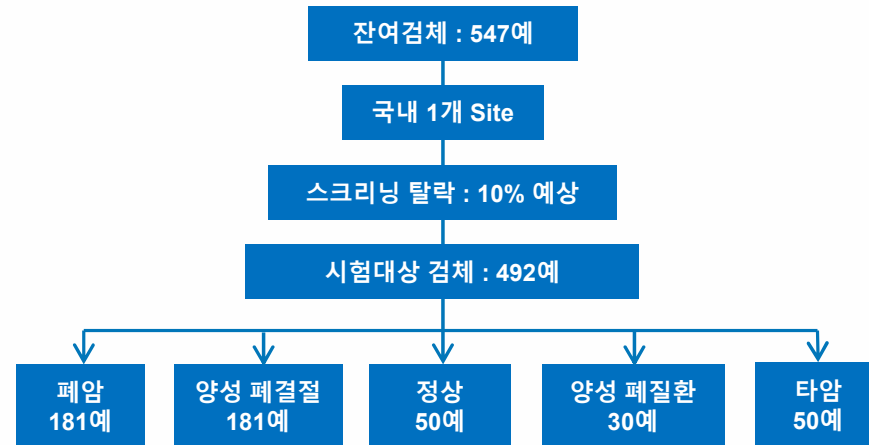 잔여검체 : 547예
국내 1개 Site
스크리닝 탈락 : 10% 예상
시험대상 검체 : 492예
폐암
181예
양성 폐결절
181예
정상
50예
양성 폐질환
30예
타암
50예